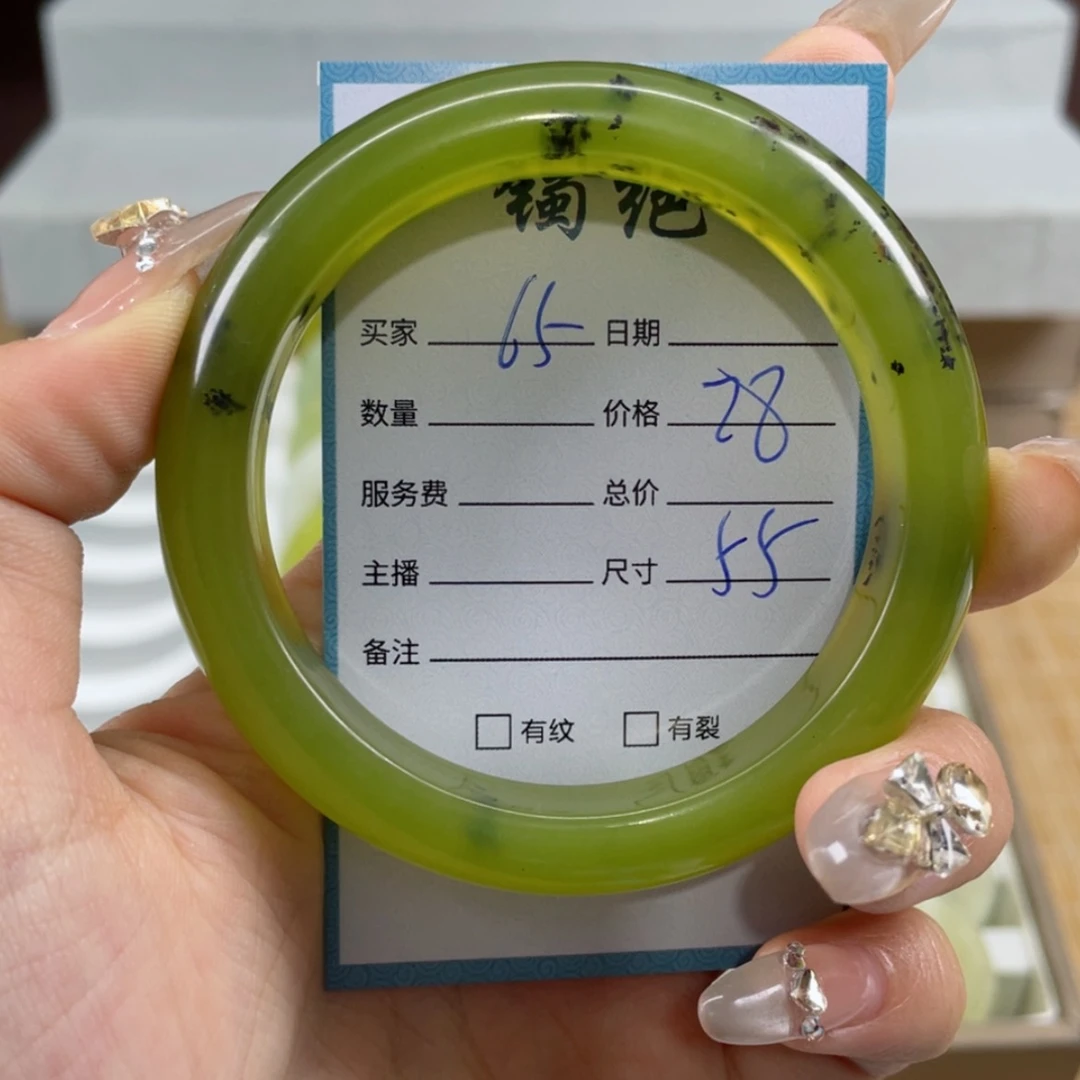 买家 65 日期
数量 价格 28
服务费 总价
主播 尺寸 55
备注
有纹 有裂